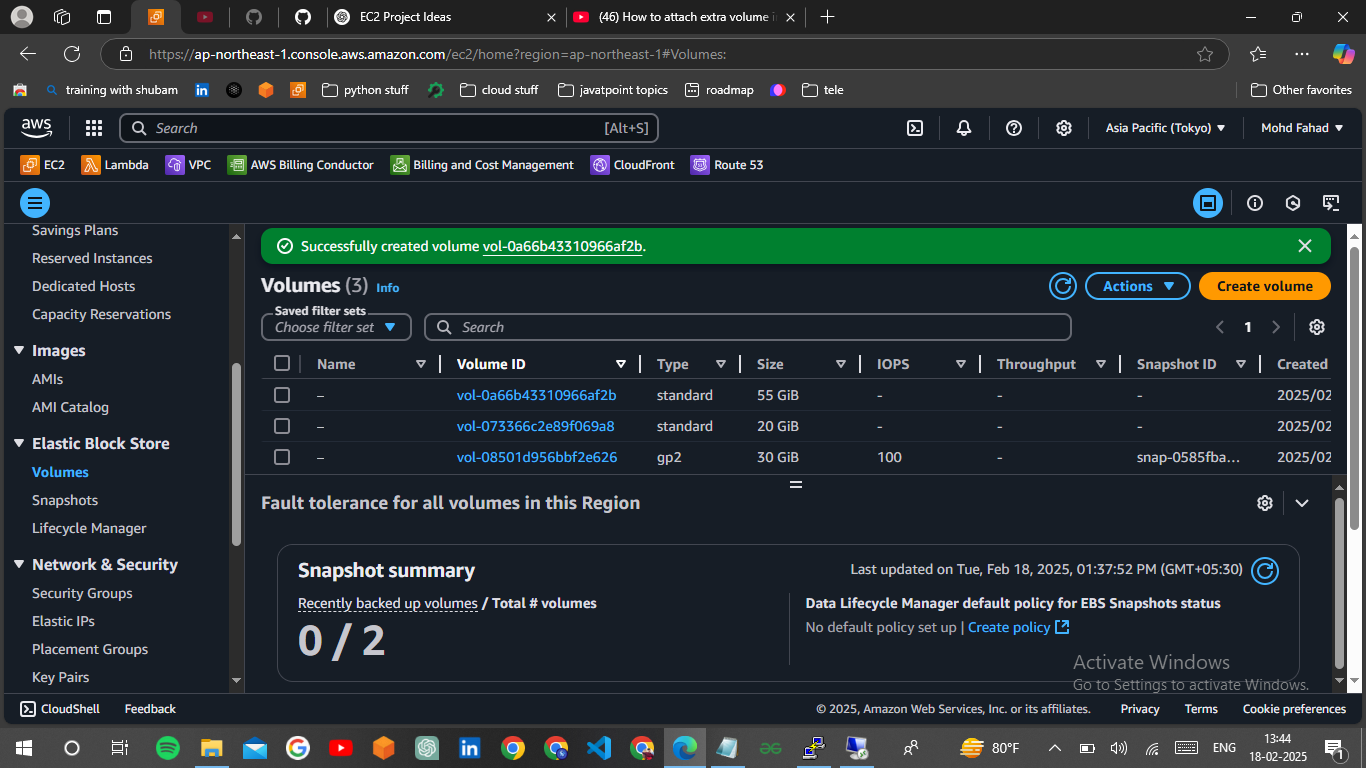 EC2 Project Ideas
(46) How to attach extra volume i
https://ap-northeast-1.console.aws.amazon.com/ec2/home?region=ap-northeast-1#Volumes:
training with shubam
python stuff
cloud stuff
javatpoint topics
roadmap
tele
Other favorites
aws
Search
[Alt+S]
Asia Pacific (Tokyo)
Mohd Fahad
EC2
Lambda
VPC
AWS Billing Conductor
Billing and Cost Management
CloudFront
Route 53
Savings Plans
Reserved Instances
Dedicated Hosts
Capacity Reservations
Images
AMIs
AMI Catalog
Elastic Block Store
Volumes
Snapshots
Lifecycle Manager
Network & Security
Security Groups
Elastic IPs
Placement Groups
Key Pairs
Successfully created volume vol-0a66b43310966af2b.
Volumes (3) Info
Actions
Create volume
Saved filter sets
Choose filter set
Search
1
Name Volume ID Type Size IOPS Throughput Snapshot ID Created
– vol-0a66b43310966af2b standard 55 GiB - - - 2025/02
– vol-073366c2e89f069a8 standard 20 GiB - - - 2025/02
– vol-08501d956bbf2e626 gp2 30 GiB 100 - snap-0585fba... 2025/02
Fault tolerance for all volumes in this Region
Snapshot summary
Last updated on Tue, Feb 18, 2025, 01:37:52 PM (GMT+05:30)
Recently backed up volumes / Total # volumes
0 / 2
Data Lifecycle Manager default policy for EBS Snapshots status
No default policy set up | Create policy
Activate Windows
Go to Settings to activate Windows.
CloudShell
Feedback
© 2025, Amazon Web Services, Inc. or its affiliates.
Privacy
Terms
Cookie preferences
80°F
ENG
13:44
18-02-2025
1